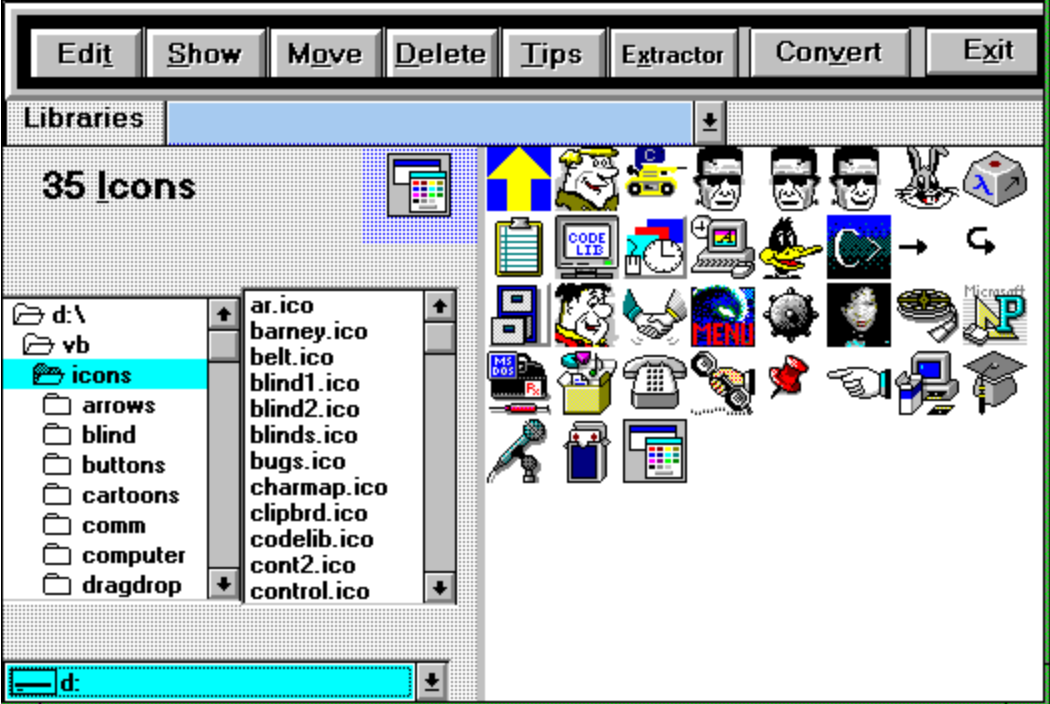 Edit Show Move Delete Tips Extractor Convert Exit
Libraries
35 Icons
d:\
vb
icons
arrows
blind
buttons
cartoons
comm
computer
dragdrop
ar.ico
barney.ico
belt.ico
blind1.ico
blind2.ico
blinds.ico
bugs.ico
charmap.ico
clipbrd.ico
codelib.ico
cont2.ico
control.ico
d:
C
λ
CODE
LIB
A
C>
MENU
Microsoft
P
MS
DOS
Rx